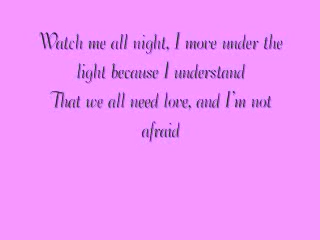 Watch me all night, I move under the
light because I understand
That we all need love, and I'm not
afraid